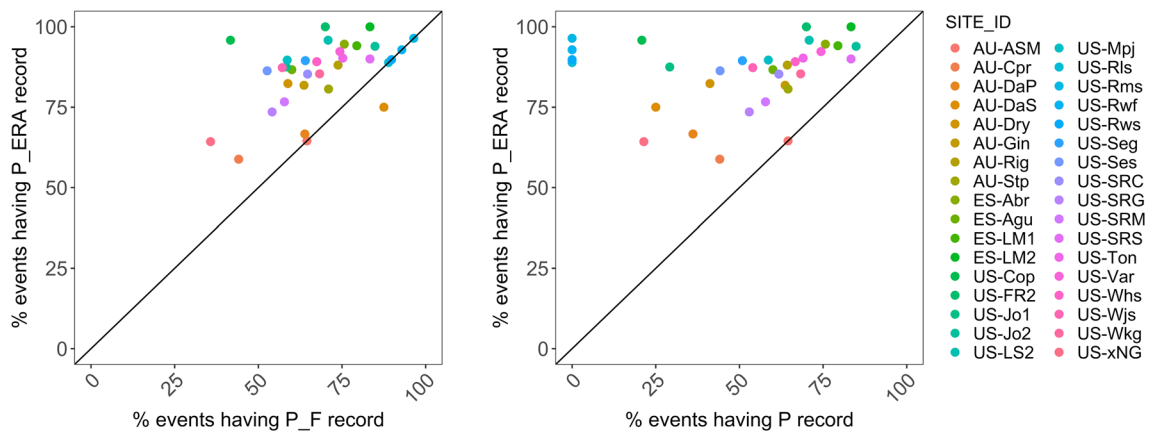 % events having P_ERA record
100
75
50
25
0
0
25
50
75
100
% events having P_F record
% events having P_ERA record
100
75
50
25
0
0
25
50
75
100
% events having P record
SITE_ID
AU-ASM
AU-Cpr
AU-DaP
AU-DaS
AU-Dry
AU-Gin
AU-Rig
AU-Stp
ES-Abr
ES-Agu
ES-LM1
ES-LM2
US-Cop
US-FR2
US-Jo1
US-Jo2
US-LS2
US-Mpj
US-Rls
US-Rms
US-Rwf
US-Rws
US-Seg
US-Ses
US-SRC
US-SRG
US-SRM
US-SRS
US-Ton
US-Var
US-Whs
US-Wjs
US-Wkg
US-xNG